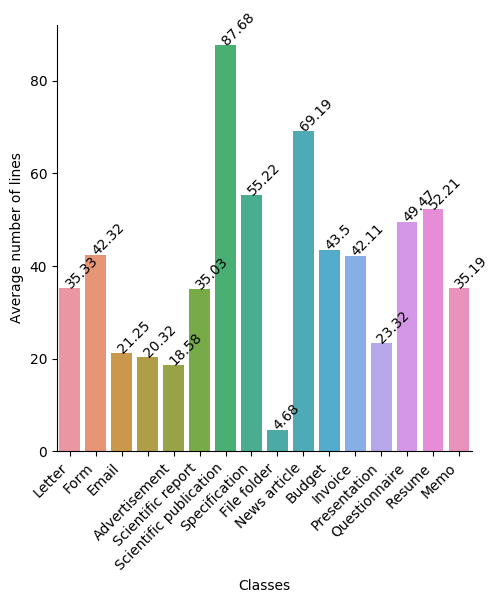 87.68
80
69.19
Average number of lines
60
55.22
49.47
52.21
42.32
43.5
42.11
40
35.33
35.03
35.19
21.25
20.32
18.58
23.32
20
4.68
0
Letter
Form
Email
Advertisement
Scientific report
Scientific publication
Specification
File folder
News article
Budget
Invoice
Presentation
Questionnaire
Resume
Memo
Classes